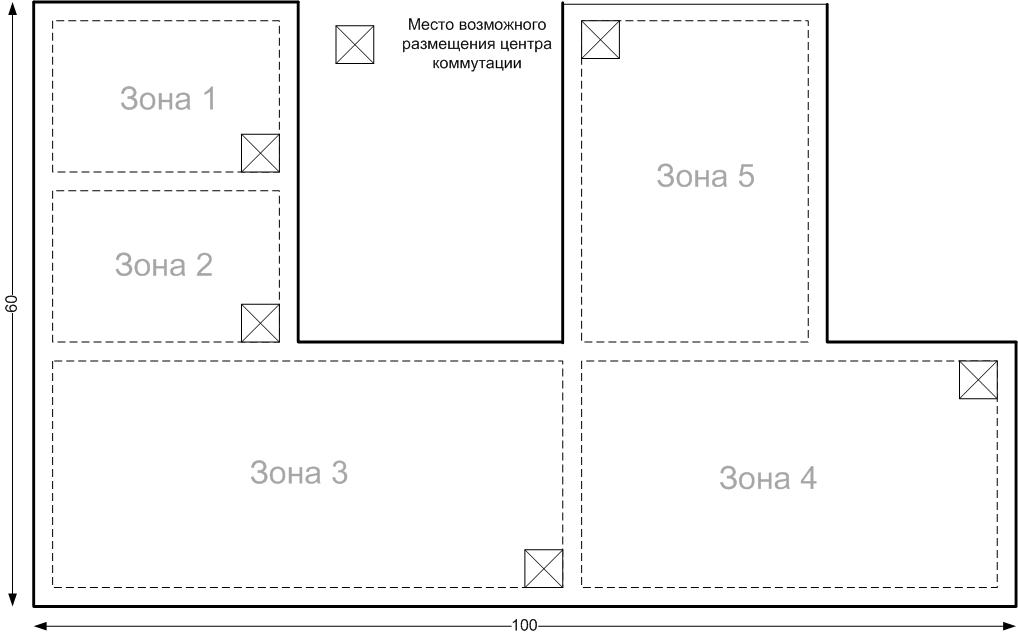 Место возможного
размещения центра
коммутации
Зона 1
Зона 5
Зона 2
60
Зона 3
Зона 4
100